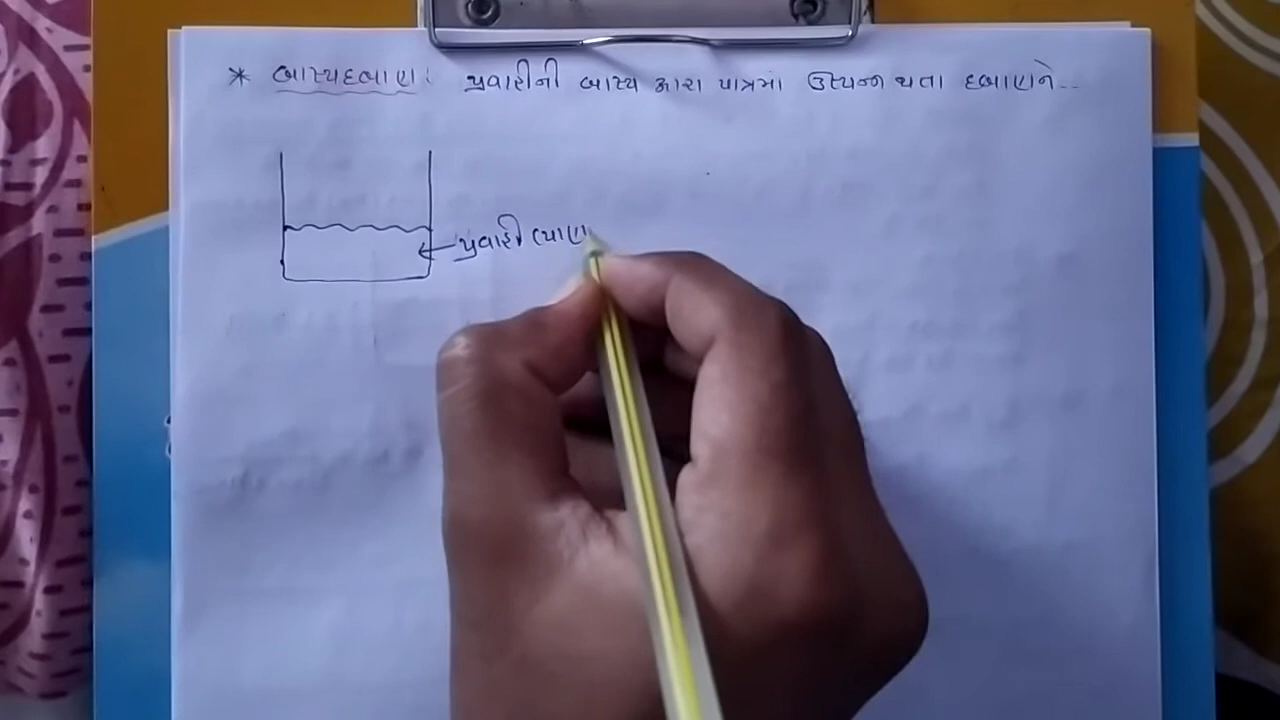 * બાષ્પદબાણ : પ્રવાહીની બાષ્પ દ્વારા પાત્રમાં ઉત્પન્ન થતા દબાણને...
પ્રવાહી